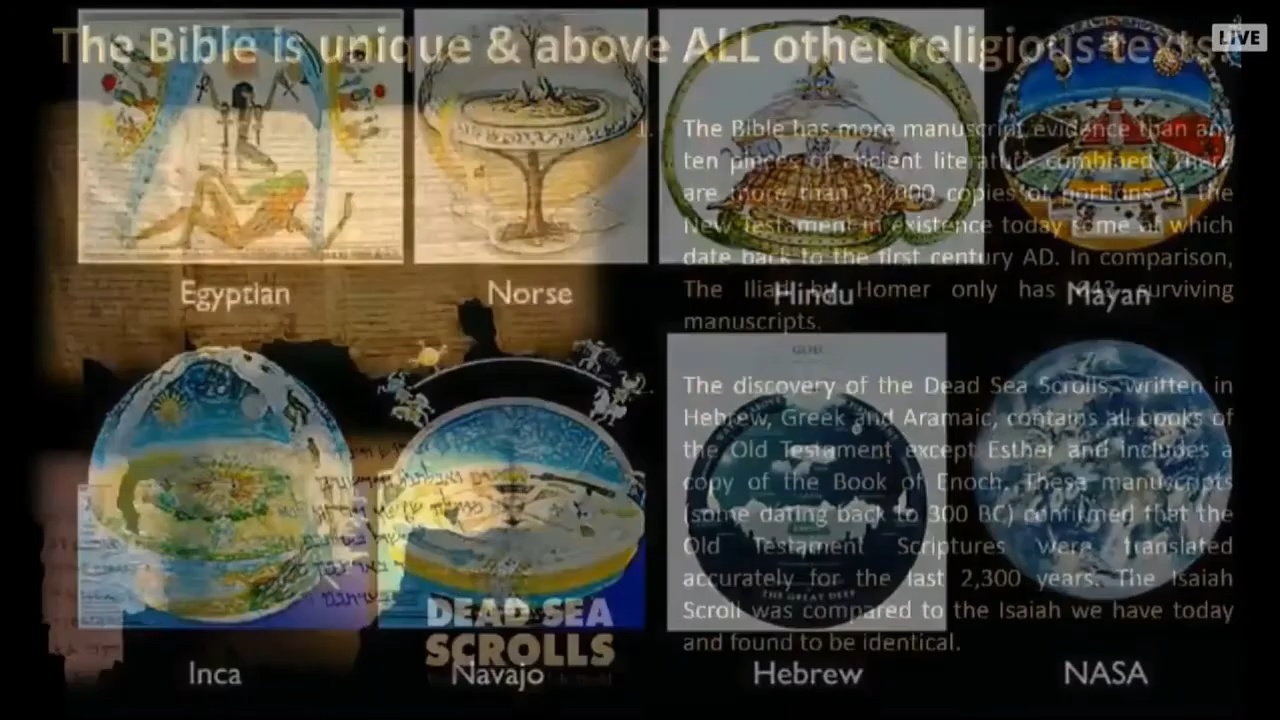 The Bible is unique & above ALL other religious texts.
LIVE
1. The Bible has more manuscript evidence than any
ten pieces of ancient literature combined. There
are more than 24,000 copies of portions of the
New Testament in existence today some of which
date back to the first century AD. In comparison,
The Iliad by Homer only has 643 surviving
manuscripts.
Egyptian
Norse
Hindu
Mayan
2. The discovery of the Dead Sea Scrolls, written in
Hebrew, Greek and Aramaic, contains all books of
the Old Testament except Esther and includes a
copy of the Book of Enoch. These manuscripts
(some dating back to 300 BC) confirmed that the
Old Testament Scriptures were translated
accurately for the last 2,300 years. The Isaiah
Scroll was compared to the Isaiah we have today
and found to be identical.
GOD
THE GREAT DEEP
DEAD SEA
SCROLLS
Inca
Navajo
Hebrew
NASA